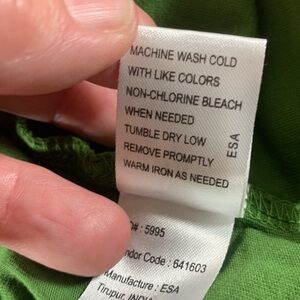 MACHINE WASH COLD
WITH LIKE COLORS
NON-CHLORINE BLEACH
WHEN NEEDED
TUMBLE DRY LOW
REMOVE PROMPTLY
WARM IRON AS NEEDED
ESA
: 5995
Code : 641603
Manufacture : ESA
Tirupur, INDIA